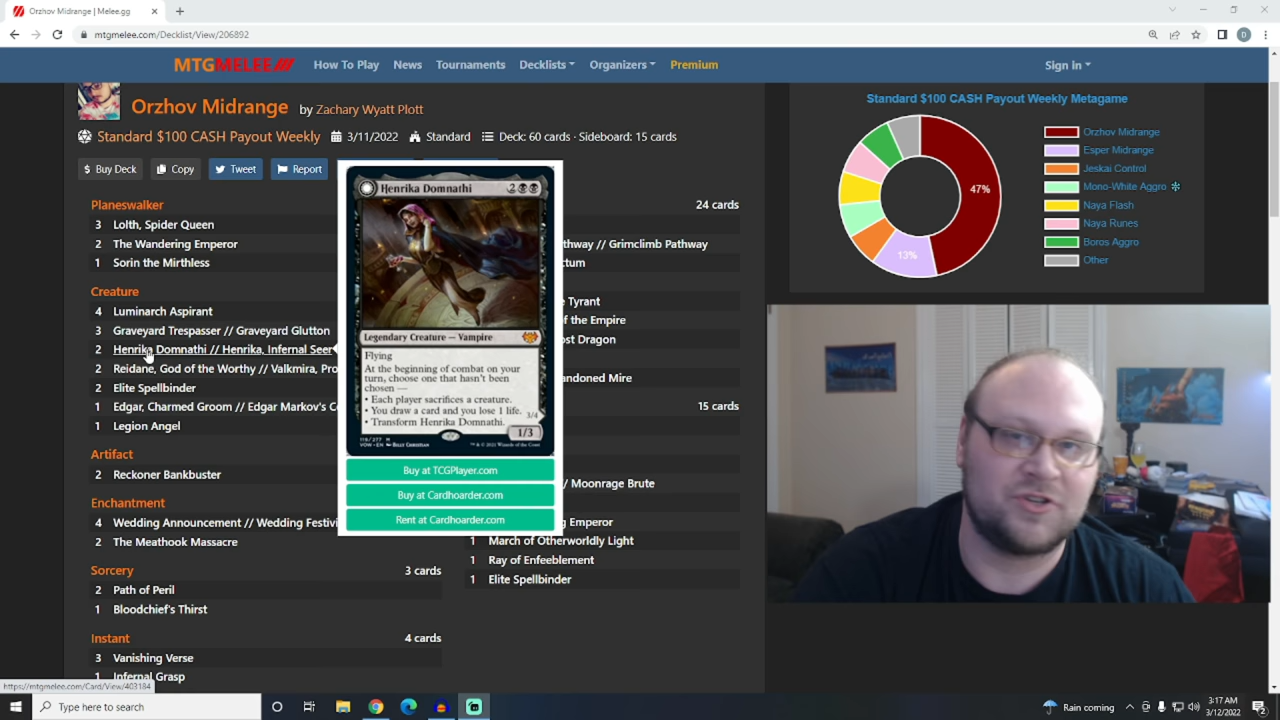 Orzhov Midrange | Melee.gg
mtgmelee.com/Decklist/View/206892
MTGMELEE
How To Play
News
Tournaments
Decklists
Organizers
Premium
Sign in
Orzhov Midrange by Zachary Wyatt Plott
Standard $100 CASH Payout Weekly 3/11/2022 Standard Deck: 60 cards · Sideboard: 15 cards
$ Buy Deck
Copy
Tweet
Report
Planeswalker
3 Lolth, Spider Queen
2 The Wandering Emperor
1 Sorin the Mirthless
Creature
4 Luminarch Aspirant
3 Graveyard Trespasser // Graveyard Glutton
2 Henrika Domnathi // Henrika, Infernal Seer
2 Reidane, God of the Worthy // Valkmira, Pro
2 Elite Spellbinder
1 Edgar, Charmed Groom // Edgar Markov's C
1 Legion Angel
Artifact
2 Reckoner Bankbuster
Enchantment
4 Wedding Announcement // Wedding Festivi
2 The Meathook Massacre
Sorcery 3 cards
2 Path of Peril
1 Bloodchief's Thirst
Instant 4 cards
3 Vanishing Verse
1 Infernal Grasp
Henrika Domnathi 2
Legendary Creature — Vampire
Flying
At the beginning of combat on your
turn, choose one that hasn't been
chosen —
• Each player sacrifices a creature.
• You draw a card and you lose 1 life.
• Transform Henrika Domnathi.
3/4
1/3
Buy at TCGPlayer.com
Buy at Cardhoarder.com
Rent at Cardhoarder.com
24 cards
thway // Grimclimb Pathway
ctum
e Tyrant
of the Empire
ost Dragon
andoned Mire
15 cards
/ Moonrage Brute
g Emperor
1 March of Otherworldly Light
1 Ray of Enfeeblement
1 Elite Spellbinder
Standard $100 CASH Payout Weekly Metagame
47%
13%
Orzhov Midrange
Esper Midrange
Jeskai Control
Mono-White Aggro
Naya Flash
Naya Runes
Boros Aggro
Other
https://mtgmelee.com/Card/View/403184
Type here to search
Rain coming
3:17 AM
3/12/2022